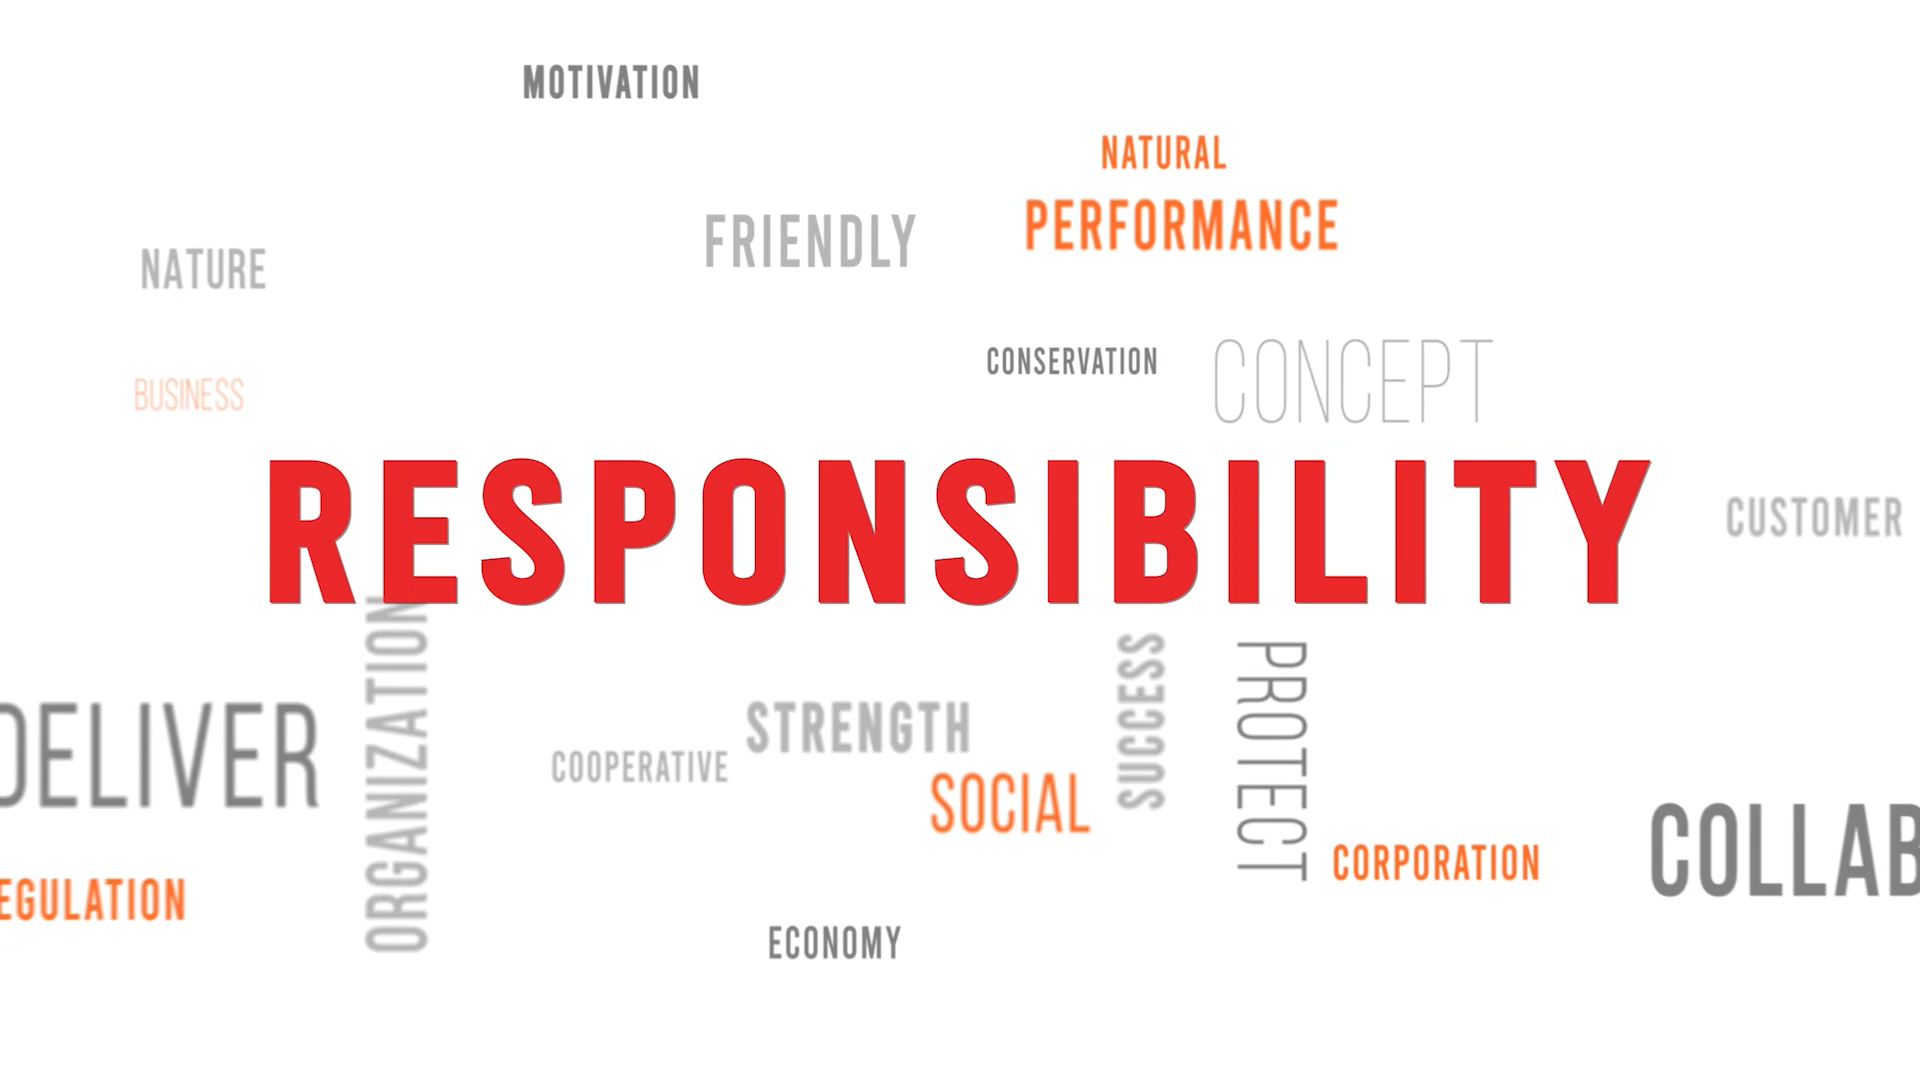 MOTIVATION
NATURAL
PERFORMANCE
FRIENDLY
NATURE
CONSERVATION
CONCEPT
BUSINESS
RESPONSIBILITY
CUSTOMER
ORGANIZATION
SUCCESS
PROTECT
DELIVER
STRENGTH
COOPERATIVE
SOCIAL
COLLAB
CORPORATION
EGULATION
ECONOMY